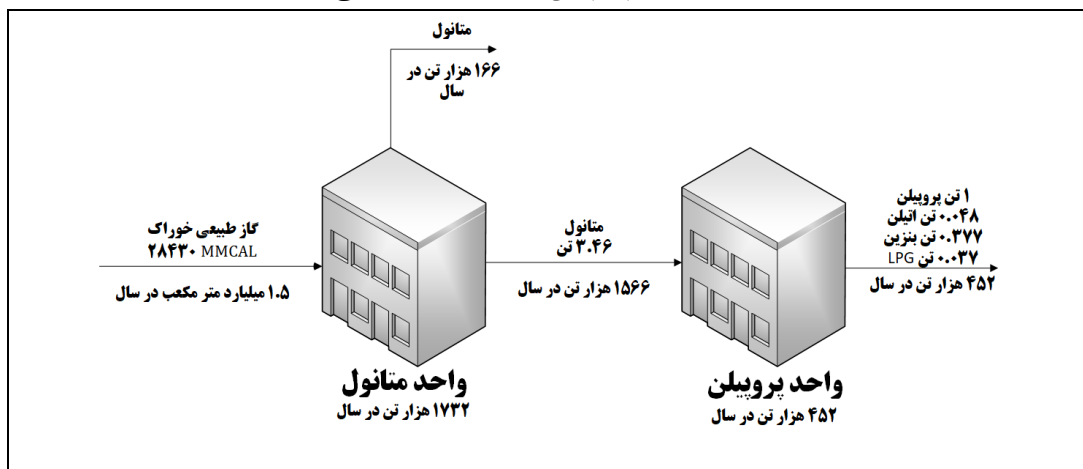 متانول
۱۶۶ هزار تن در
سال
گاز طبیعی خوراک
۲۸۴۳۰ MMCAL
۱.۵ میلیارد متر مکعب در سال
متانول
۳.۴۶ تن
۱۵۶۶ هزار تن در سال
۱ تن پروپیلن
۰.۰۴۸ تن اتیلن
۰.۳۷۷ تن بنزین
۰.۰۳۷ تن LPG
۴۵۲ هزار تن در سال
واحد متانول
۱۷۳۲ هزار تن در سال
واحد پروپیلن
۴۵۲ هزار تن در سال